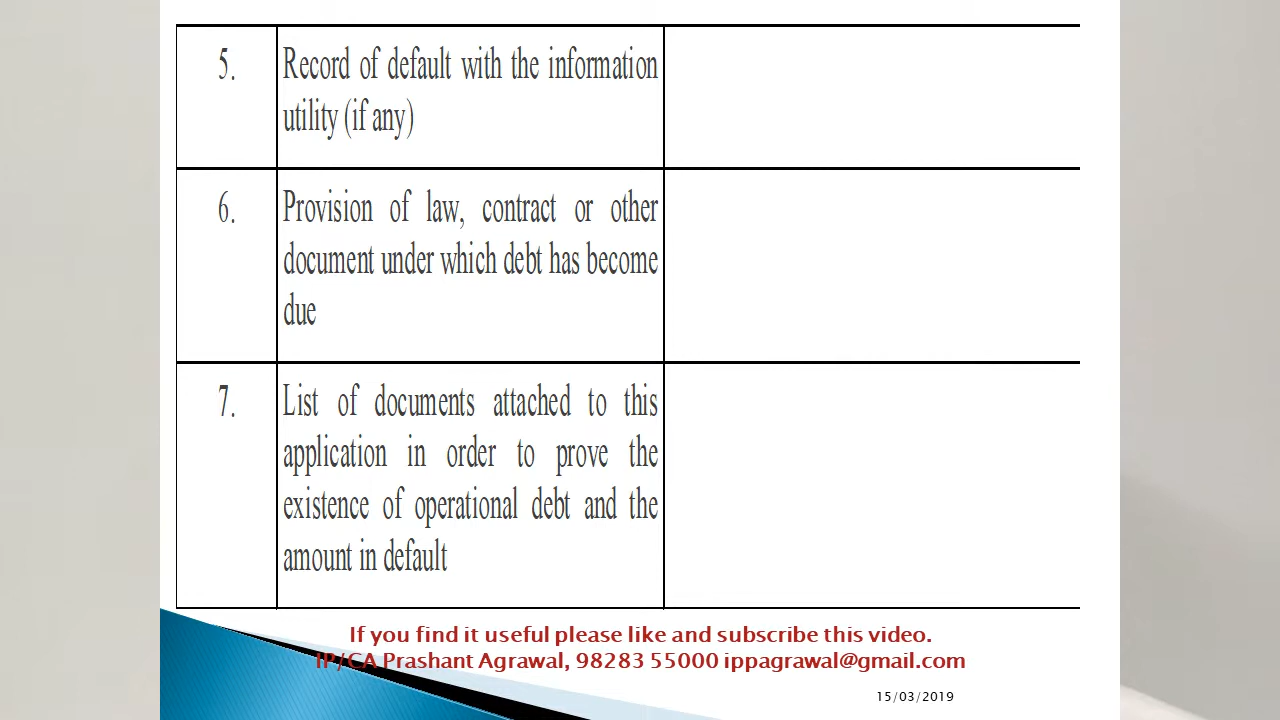 5.
Record of default with the information
utility (if any)
6.
Provision of law, contract or other
document under which debt has become
due
7.
List of documents attached to this
application in order to prove the
existence of operational debt and the
amount in default
If you find it useful please like and subscribe this video.
IP/CA Prashant Agrawal, 98283 55000 ippagrawal@gmail.com
15/03/2019